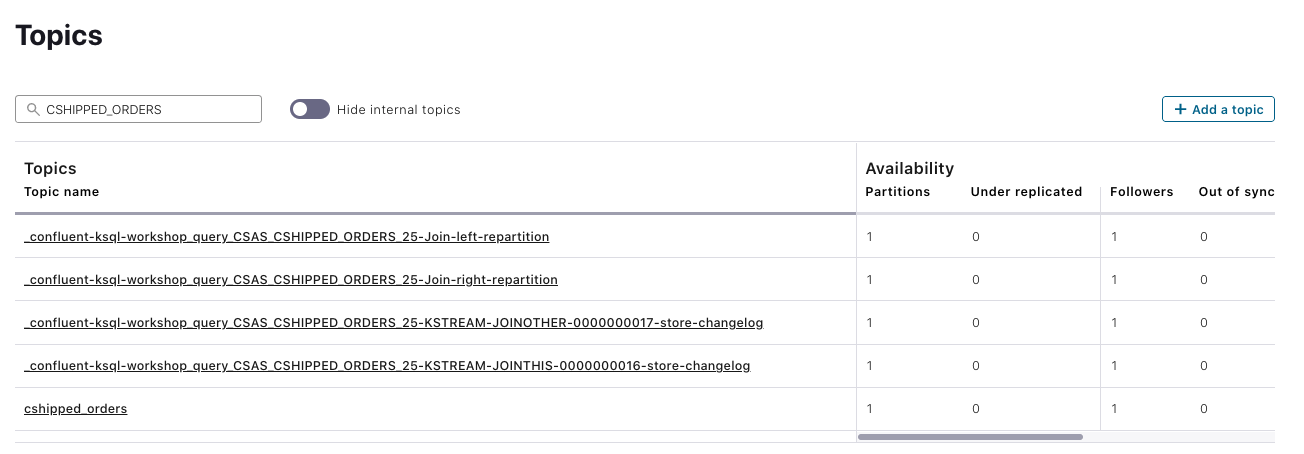 Topics
CSHIPPED_ORDERS Hide internal topics + Add a topic
Topics Availability
Topic name Partitions Under replicated Followers Out of sync
_confluent-ksql-workshop_query_CSAS_CSHIPPED_ORDERS_25-Join-left-repartition 1 0 1 0
_confluent-ksql-workshop_query_CSAS_CSHIPPED_ORDERS_25-Join-right-repartition 1 0 1 0
_confluent-ksql-workshop_query_CSAS_CSHIPPED_ORDERS_25-KSTREAM-JOINOTHER-0000000017-store-changelog 1 0 1 0
_confluent-ksql-workshop_query_CSAS_CSHIPPED_ORDERS_25-KSTREAM-JOINTHIS-0000000016-store-changelog 1 0 1 0
cshipped_orders 1 0 1 0